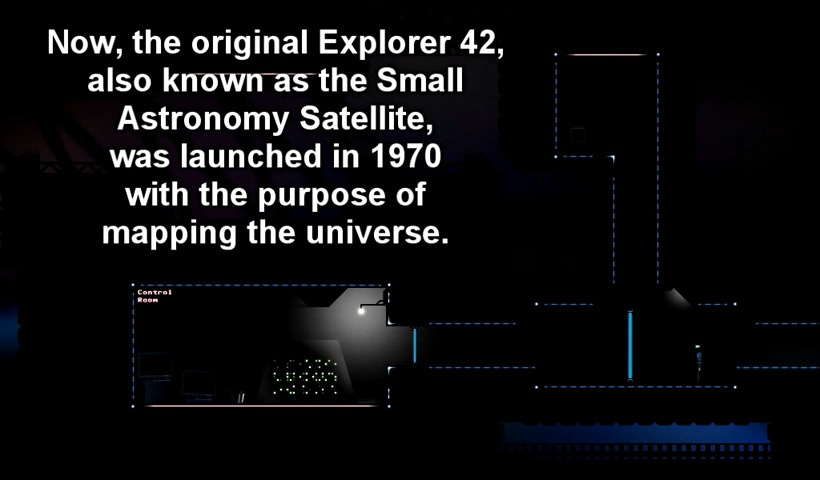 Now, the original Explorer 42,
also known as the Small
Astronomy Satellite,
was launched in 1970
with the purpose of
mapping the universe.
Control
Room